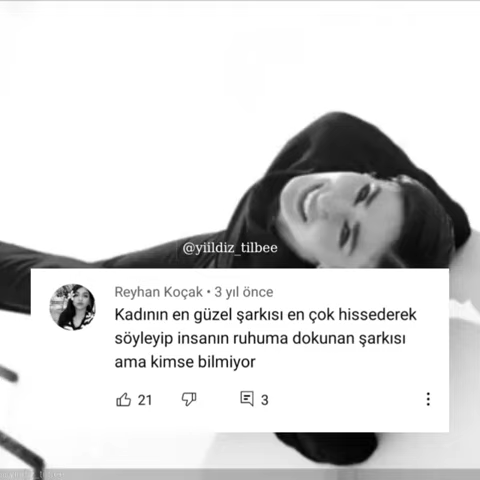 @yiildiz_tilbee
Reyhan Koçak • 3 yıl önce
Kadının en güzel şarkısı en çok hissederek
söyleyip insanın ruhuma dokunan şarkısı
ama kimse bilmiyor
21
3